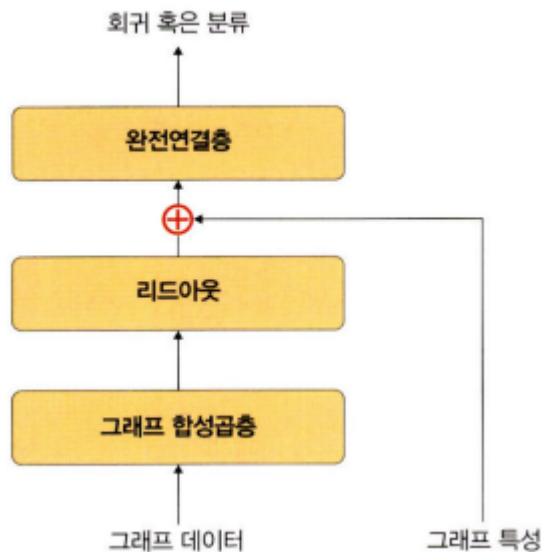 회귀 혹은 분류
완전연결층
리드아웃
그래프 합성곱층
그래프 데이터
그래프 특성